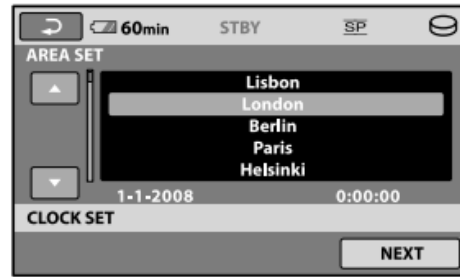 60min STBY SP
AREA SET
Lisbon
London
Berlin
Paris
Helsinki
1-1-2008 0:00:00
CLOCK SET
NEXT